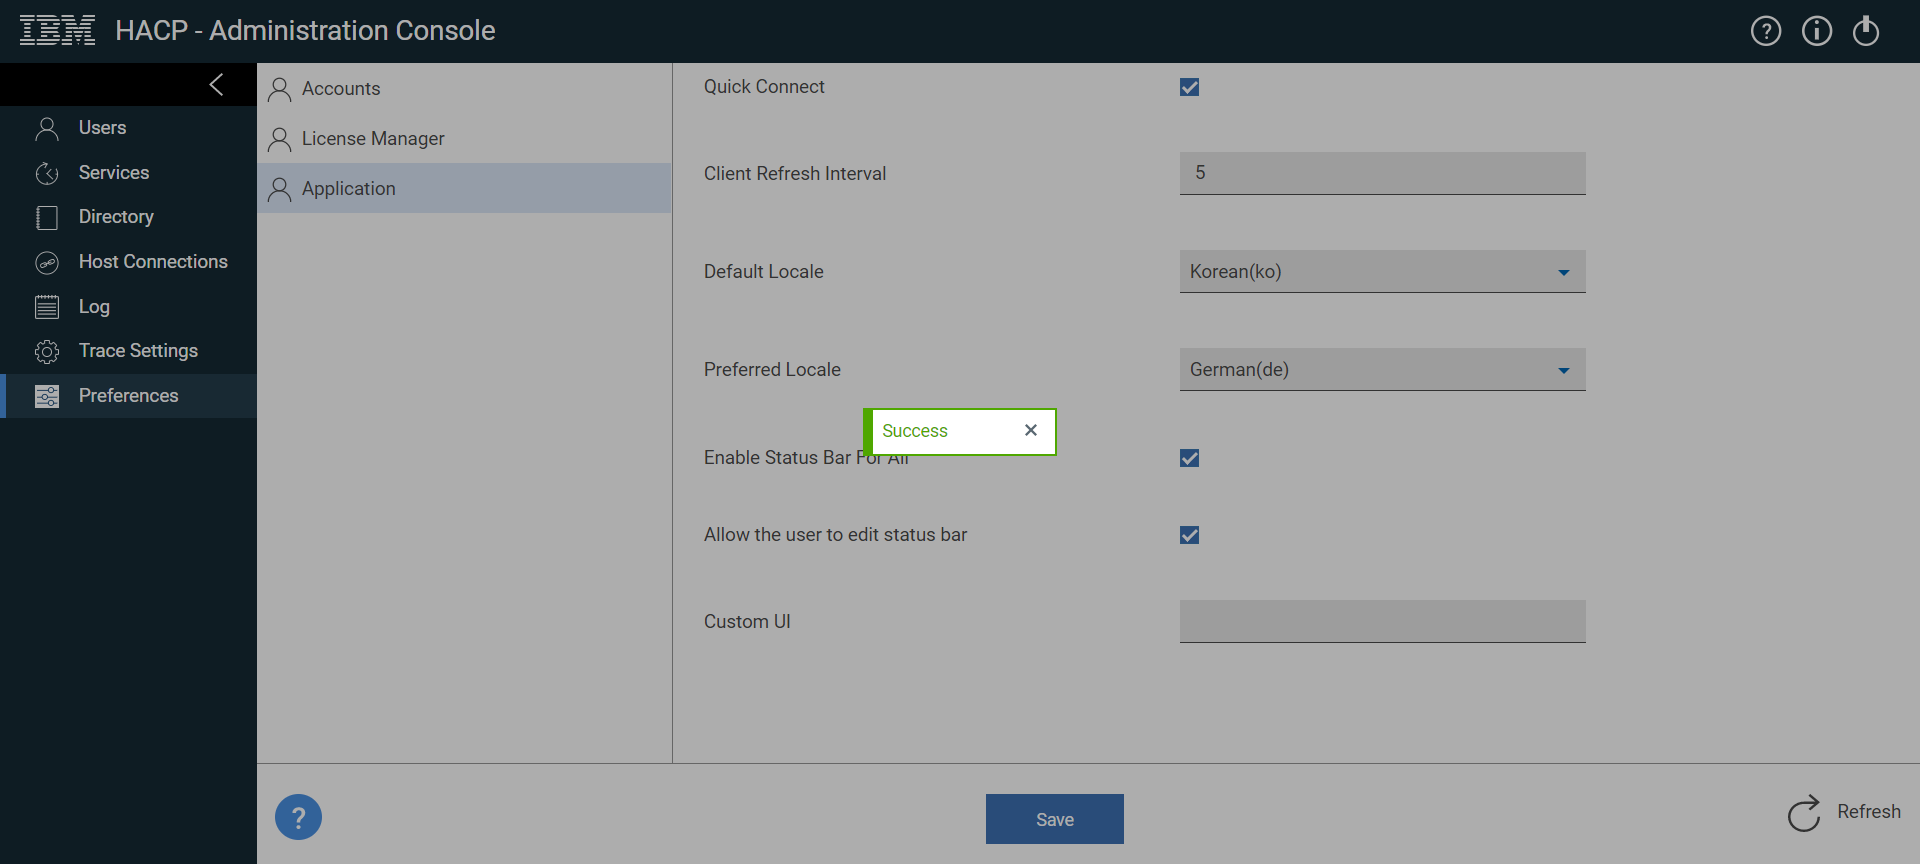 IBM HACP - Administration Console
Users
Services
Directory
Host Connections
Log
Trace Settings
Preferences
Accounts
License Manager
Application
Quick Connect
Client Refresh Interval
5
Default Locale
Korean(ko)
Preferred Locale
German(de)
Success
Enable Status Bar For All
Allow the user to edit status bar
Custom UI
?
Save
Refresh